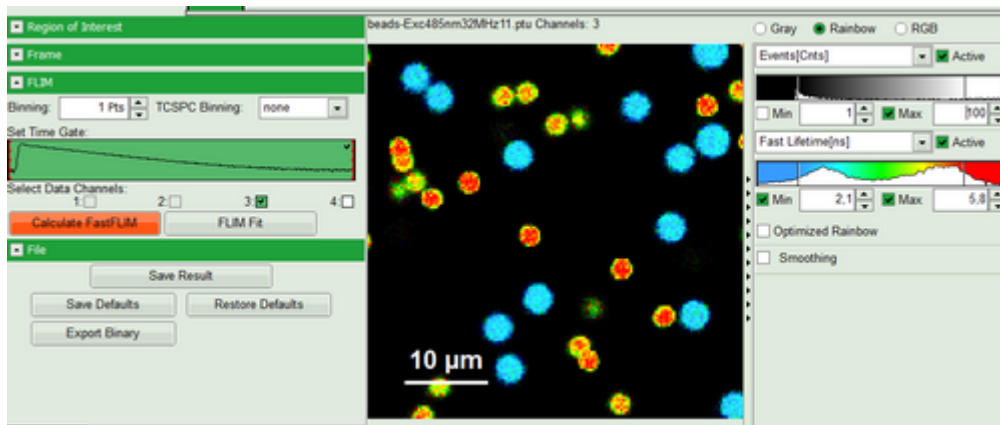 Region of Interest
Frame
FLIM
Binning: 1 Pts TCSPC Binning: none
Set Time Gate:
Select Data Channels:
1: 2: 3: 4:
Calculate FastFLIM FLIM Fit
File
Save Result
Save Defaults Restore Defaults
Export Binary
beads-Exc485nm32MHz11.ptu Channels: 3
10 µm
Gray Rainbow RGB
Events[Cnts] Active
Min 1 Max 100
Fast Lifetime[ns] Active
Min 2,1 Max 5,8
Optimized Rainbow
Smoothing